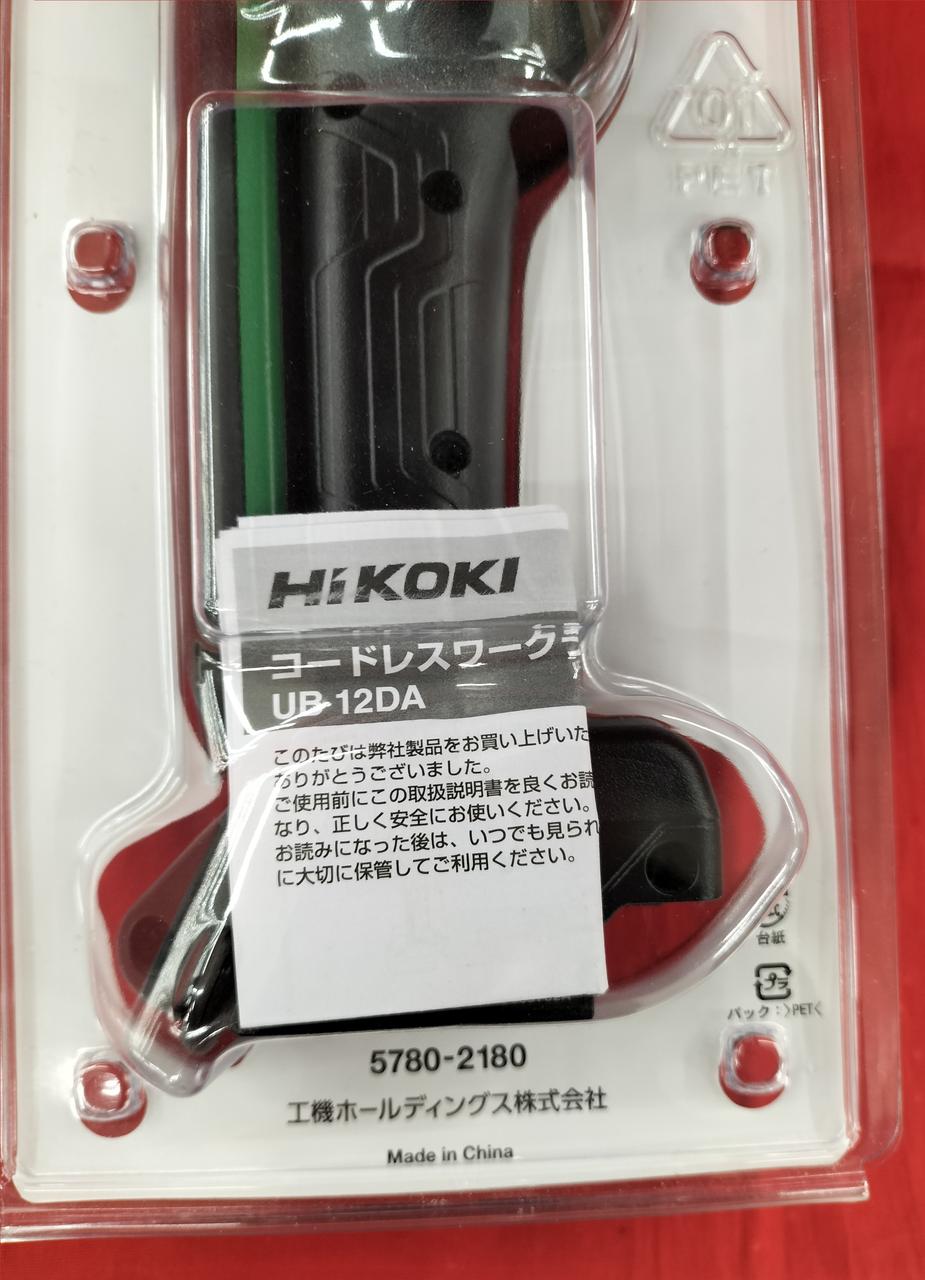 01
PET
HiKOKI
コードレスワークラ
UB 12DA
このたびは弊社製品をお買い上げいた
ありがとうございました。
ご使用前にこの取扱説明書を良くお読
なり、正しく安全にお使いください。
お読みになった後は、いつでも見られ
に大切に保管してご利用ください。
台紙
プラ
パック：>PET<
5780-2180
工機ホールディングス株式会社
Made in China